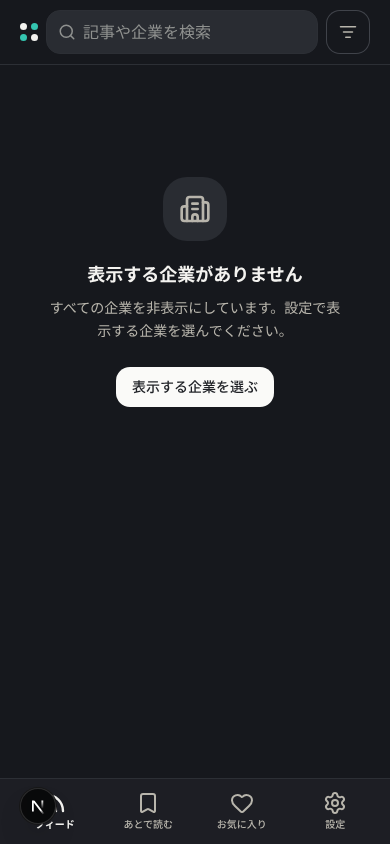 記事や企業を検索
表示する企業がありません
すべての企業を非表示にしています。設定で表
示する企業を選んでください。
表示する企業を選ぶ
N
フィード
あとで読む
お気に入り
設定